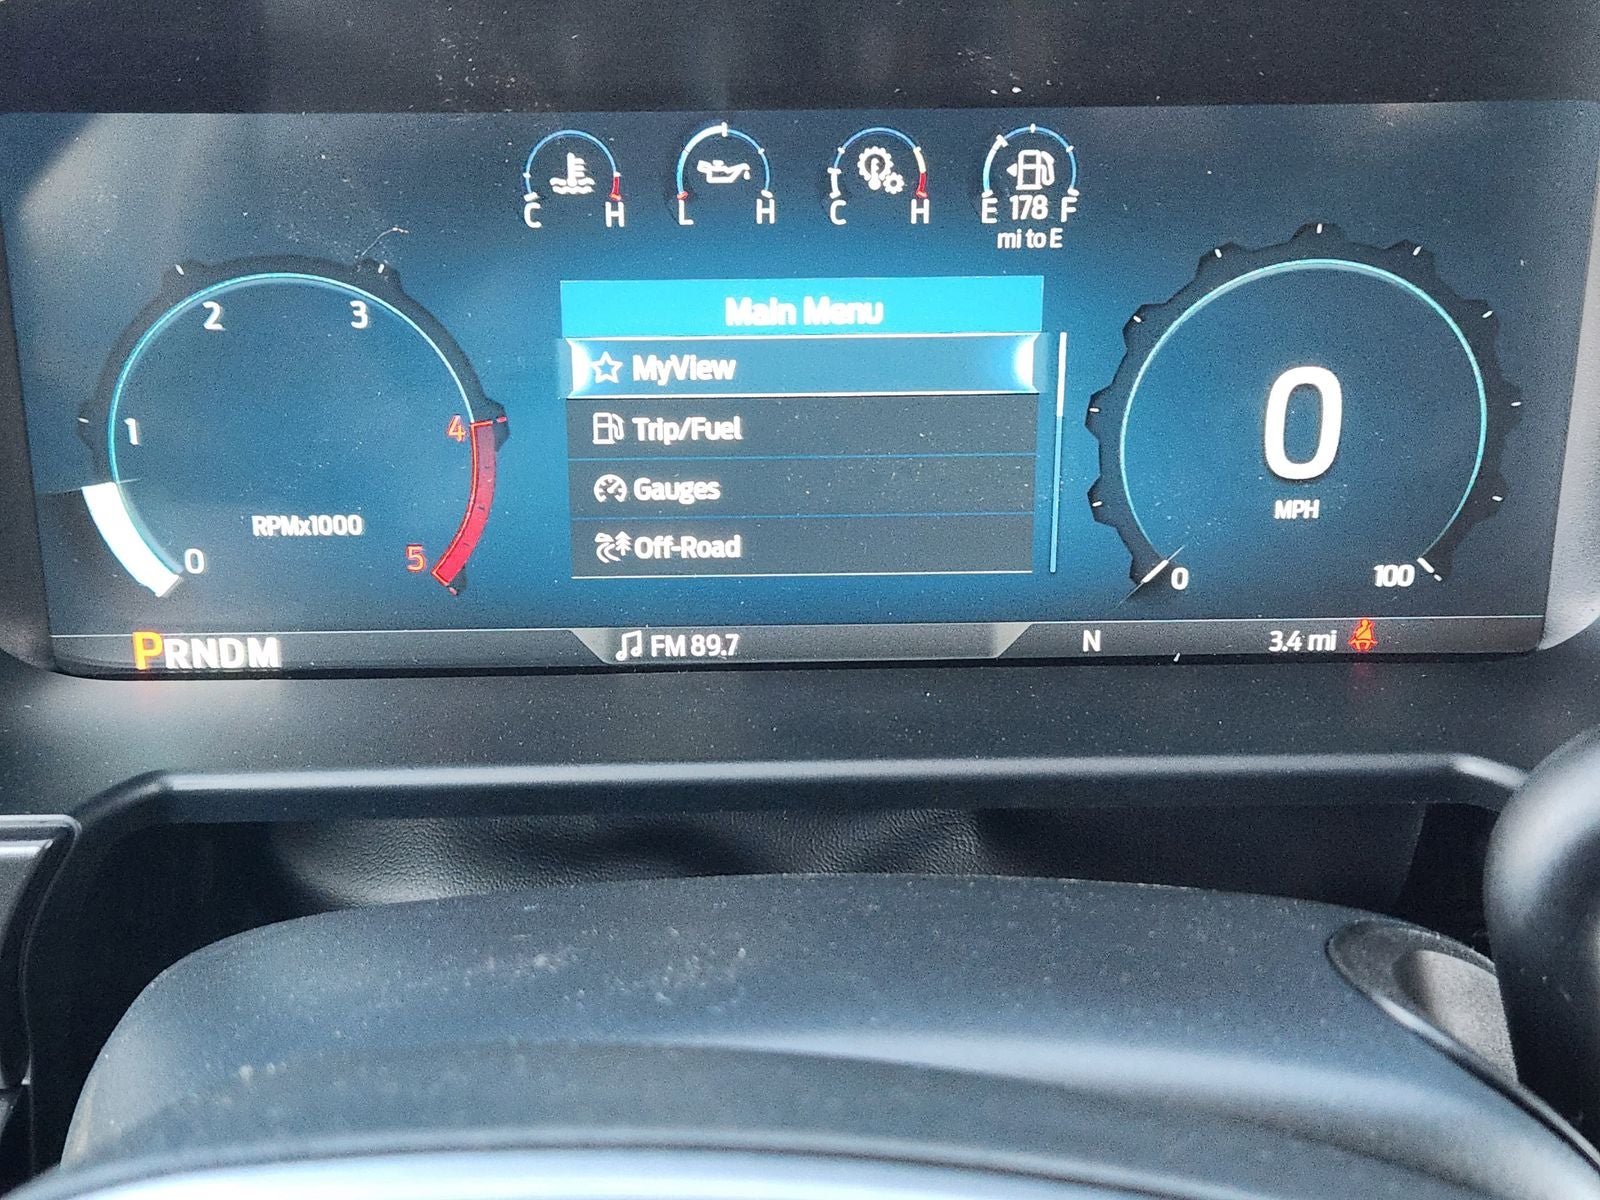 C H
L H
C H
E 178 F
mi to E
2 3
1 4
0 5
RPMx1000
Main Menu
MyView
Trip/Fuel
Gauges
Off-Road
0
MPH
0 100
PRNDM
FM 89.7
N
3.4 mi